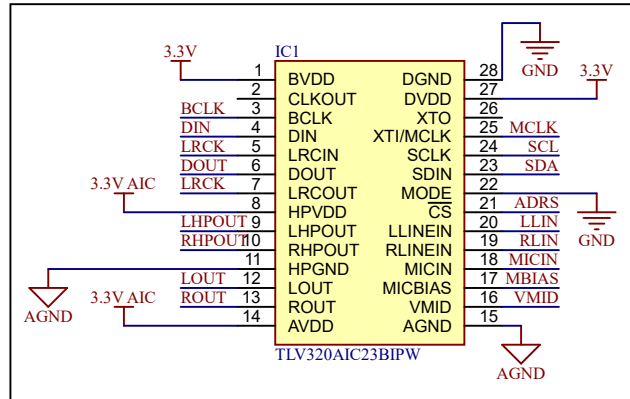 IC1
3.3V
1 BVDD DGND 28
GND
2 CLKOUT DVDD 27
3.3V
BCLK 3 BCLK XTO 26
DIN 4 DIN XTI/MCLK 25 MCLK
LRCK 5 LRCIN SCLK 24 SCL
DOUT 6 DOUT SDIN 23 SDA
LRCK 7 LRCOUT MODE 22
3.3V AIC
8 HPVDD CS 21 ADRS
GND
LHPOUT 9 LHPOUT LLINEIN 20 LLIN
RHPOUT 10 RHPOUT RLINEIN 19 RLIN
11 HPGND MICIN 18 MICIN
AGND
LOUT 12 LOUT MICBIAS 17 MBIAS
ROUT 13 ROUT VMID 16 VMID
3.3V AIC
14 AVDD AGND 15
AGND
TLV320AIC23BIPW